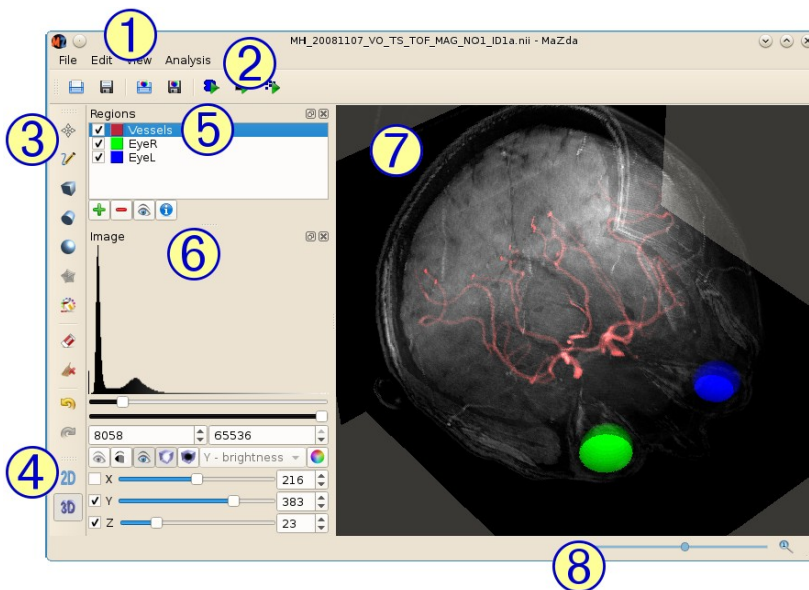 MH_20081107_VO_TS_TOF_MAG_NO1_ID1a.nii - MaZda
1
File Edit View Analysis
2
3
Regions
5
Vessels
EyeR
EyeL
7
Image
6
8058 65536
Y - brightness
4
2D
X 216
3D
Y 383
Z 23
8